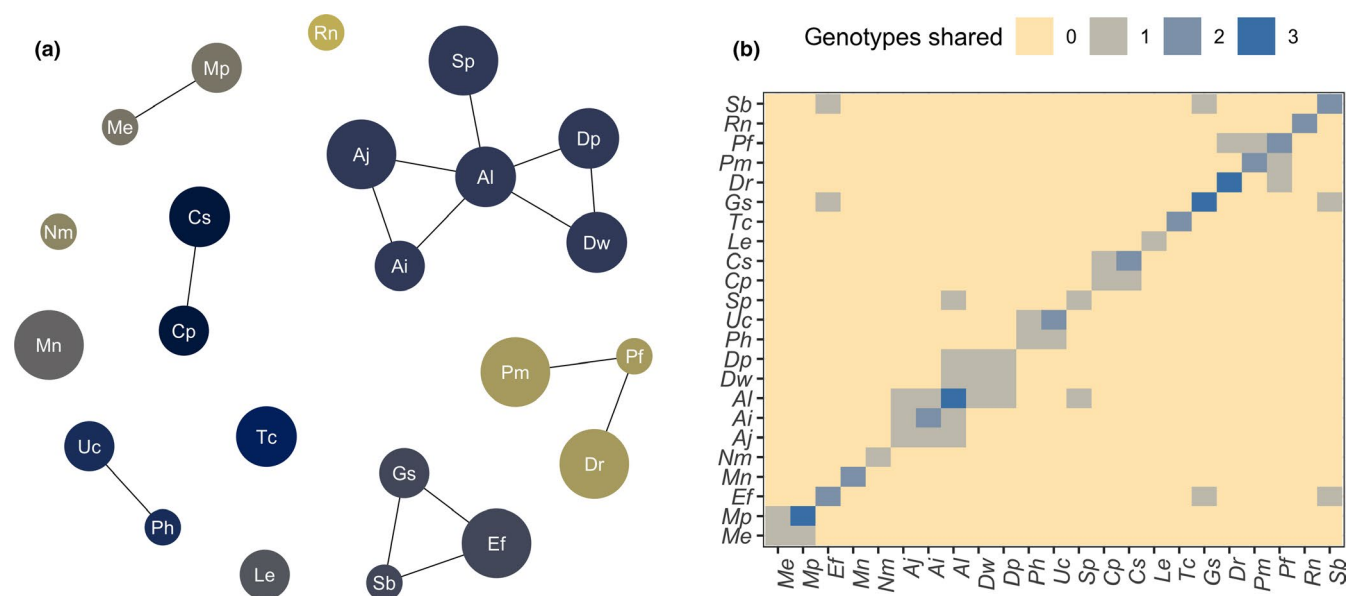 (a)
Rn
Mp
Me
Sp
Dp
Aj
Al
Cs
Nm
Dw
Ai
Cp
Mn
Pf
Pm
Uc
Tc
Dr
Gs
Ph
Ef
Le
Sb
(b)
Genotypes shared 0 1 2 3
Sb
Rn
Pf
Pm
Dr
Gs
Tc
Le
Cs
Cp
Sp
Uc
Ph
Dp
Dw
Al
Ai
Aj
Nm
Mn
Ef
Mp
Me
Me Mp Ef Mn Nm Aj Ai Al Dw Dp Ph Uc Sp Cp Cs Le Tc Gs Dr Pm Pf Rn Sb